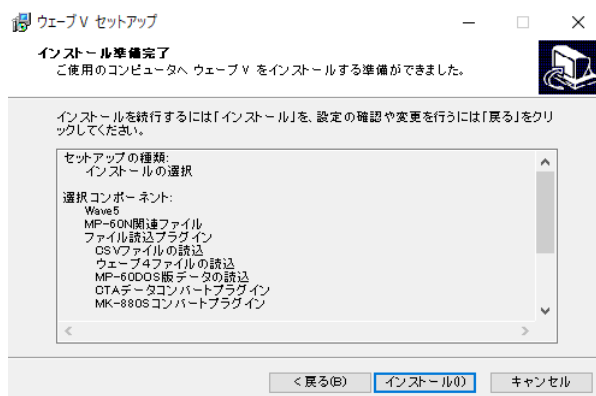 ウェーブV セットアップ
インストール準備完了
ご使用のコンピュータへ ウェーブV をインストールする準備ができました。
インストールを続行するには「インストール」を、設定の確認や変更を行うには「戻る」をクリ
ックしてください。
セットアップの種類:
インストールの選択
選択コンポーネント:
Wave5
MP-60N関連ファイル
ファイル読込プラグイン
CSVファイルの読込
ウェーブ4ファイルの読込
MP-60DOS版データの読込
CTAデータコンバートプラグイン
MK-880Sコンバートプラグイン
< 戻る(B)
インストール(I)
キャンセル